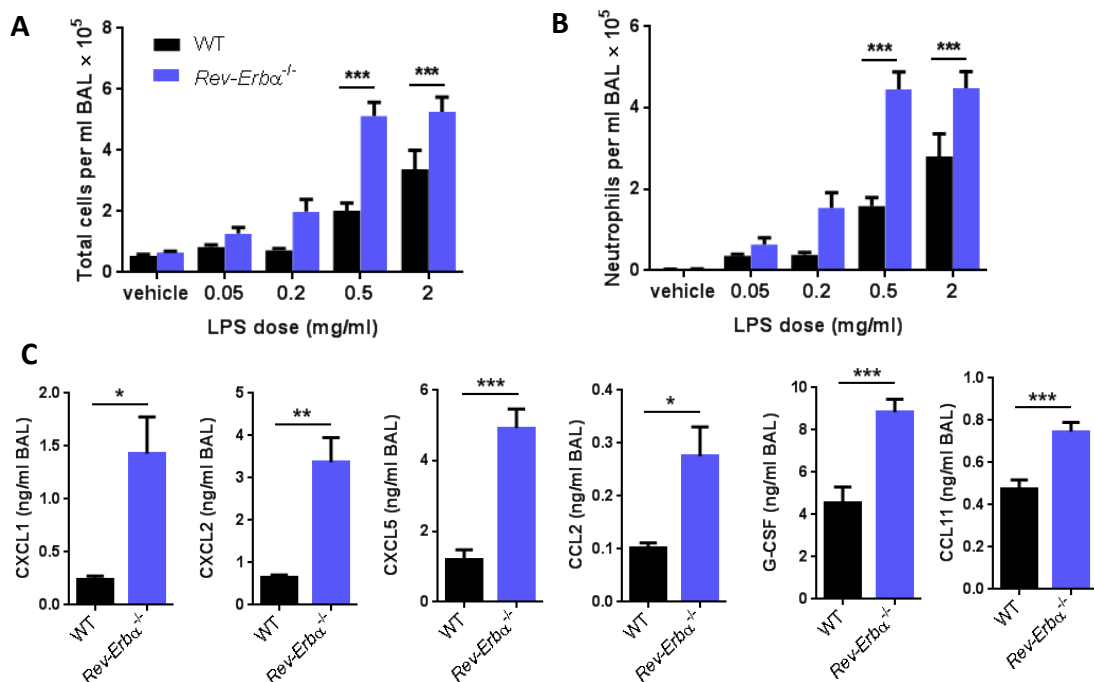 A
Total cells per ml BAL × 10⁵
8
6
4
2
0
WT
Rev-Erbα⁻/⁻
***
***
vehicle 0.05 0.2 0.5 2
LPS dose (mg/ml)
B
Neutrophils per ml BAL × 10⁵
6
4
2
0
***
***
vehicle 0.05 0.2 0.5 2
LPS dose (mg/ml)
C
CXCL1 (ng/ml BAL)
2.0
1.5
1.0
0.5
0.0
*
WT
Rev-Erbα⁻/⁻
CXCL2 (ng/ml BAL)
5
4
3
2
1
0
**
WT
Rev-Erbα⁻/⁻
CXCL5 (ng/ml BAL)
6
4
2
0
***
WT
Rev-Erbα⁻/⁻
CCL2 (ng/ml BAL)
0.4
0.3
0.2
0.1
0.0
*
WT
Rev-Erbα⁻/⁻
G-CSF (ng/ml BAL)
10
8
6
4
2
0
***
WT
Rev-Erbα⁻/⁻
CCL11 (ng/ml BAL)
1.0
0.8
0.6
0.4
0.2
0.0
***
WT
Rev-Erbα⁻/⁻